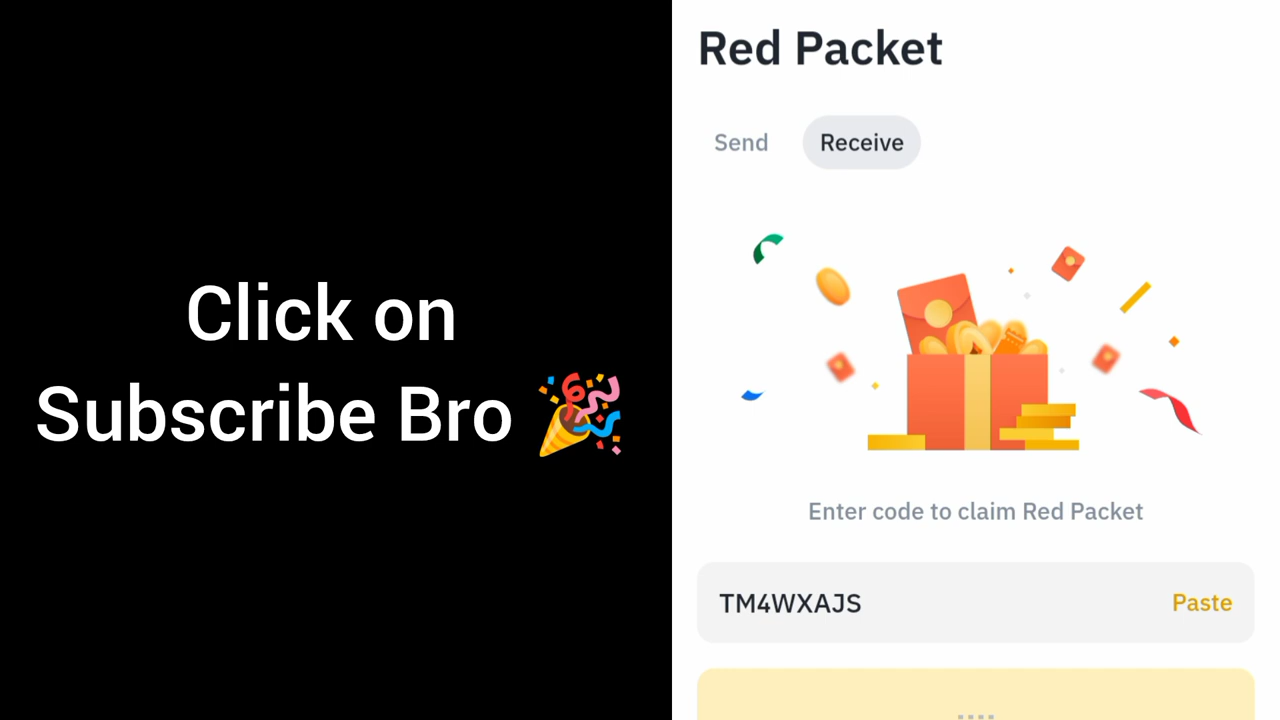 Click on
Subscribe Bro 🎉
Red Packet
Send Receive
Enter code to claim Red Packet
TM4WXAJS Paste